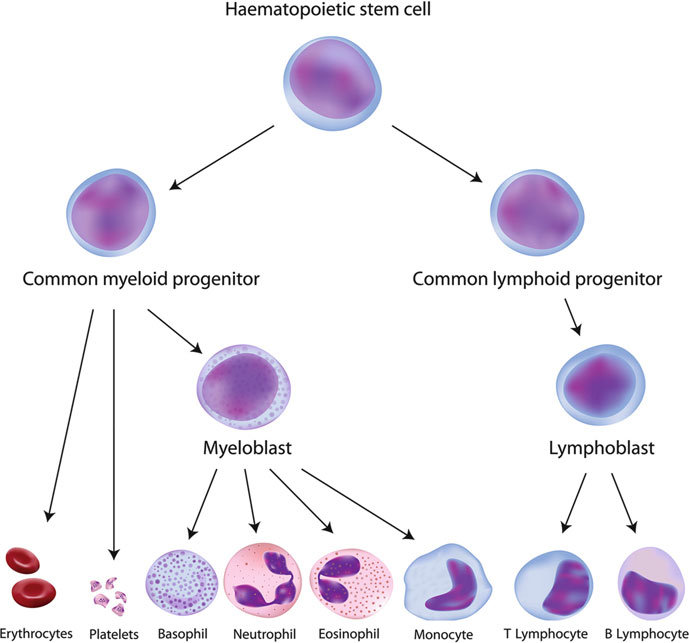 Haematopoietic stem cell
Common myeloid progenitor
Common lymphoid progenitor
Myeloblast
Lymphoblast
Erythrocytes
Platelets
Basophil
Neutrophil
Eosinophil
Monocyte
T Lymphocyte
B Lymphocyte